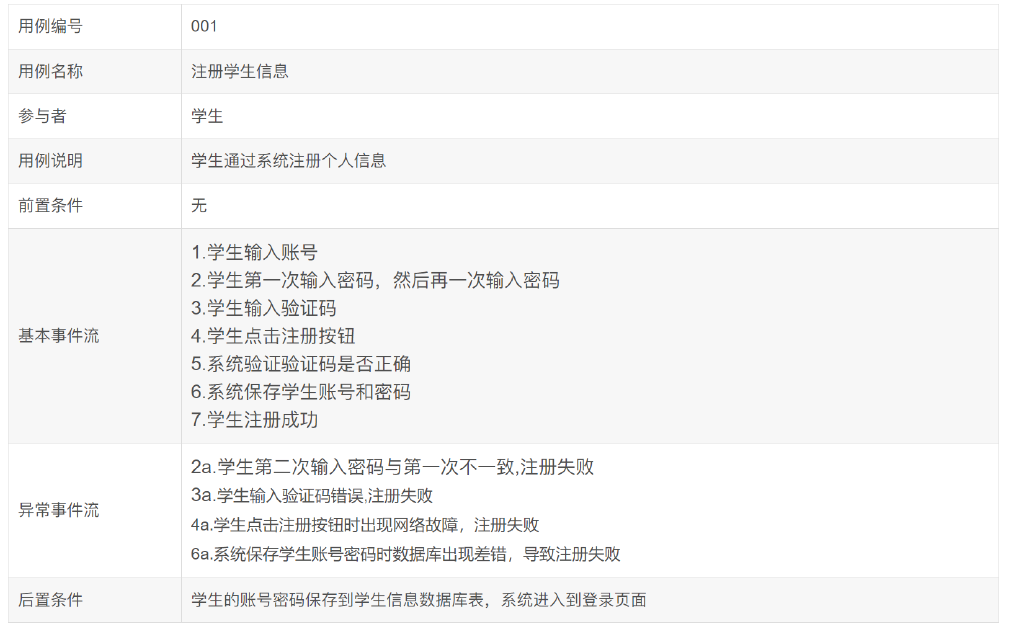 用例编号 001
用例名称 注册学生信息
参与者 学生
用例说明 学生通过系统注册个人信息
前置条件 无
基本事件流
1.学生输入账号
2.学生第一次输入密码，然后再一次输入密码
3.学生输入验证码
4.学生点击注册按钮
5.系统验证验证码是否正确
6.系统保存学生账号和密码
7.学生注册成功
异常事件流
2a.学生第二次输入密码与第一次不一致,注册失败
3a.学生输入验证码错误,注册失败
4a.学生点击注册按钮时出现网络故障，注册失败
6a.系统保存学生账号密码时数据库出现差错，导致注册失败
后置条件 学生的账号密码保存到学生信息数据库表，系统进入到登录页面